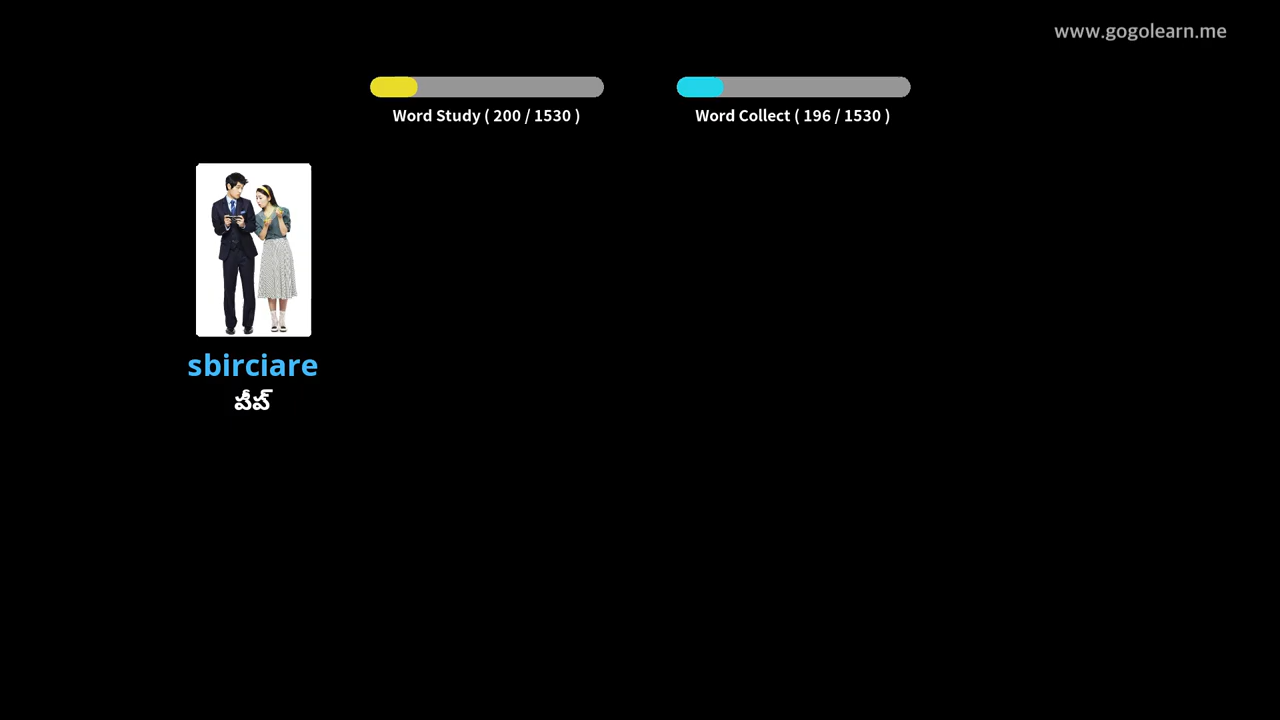 www.gogolearn.me
Word Study ( 200 / 1530 )
Word Collect ( 196 / 1530 )
sbirciare
పీప్